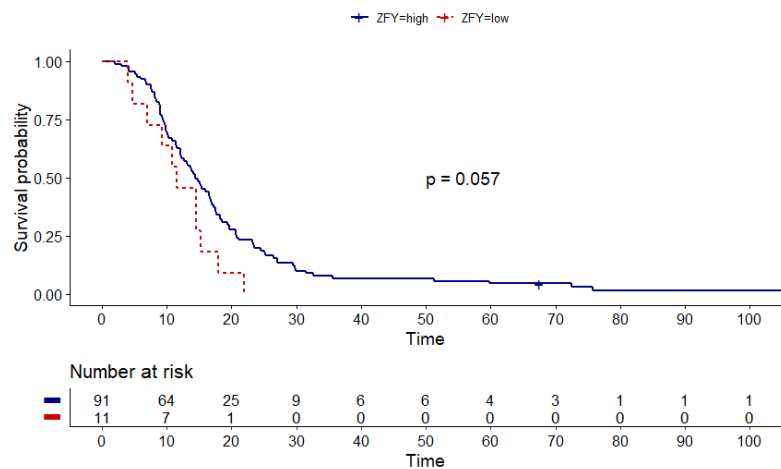 ZFY=high ZFY=low
1.00
0.75
0.50
0.25
0.00
Survival probability
p = 0.057
0 10 20 30 40 50 60 70 80 90 100
Time
Number at risk
91 64 25 9 6 6 4 3 1 1 1
11 7 1 0 0 0 0 0 0 0 0
0 10 20 30 40 50 60 70 80 90 100
Time